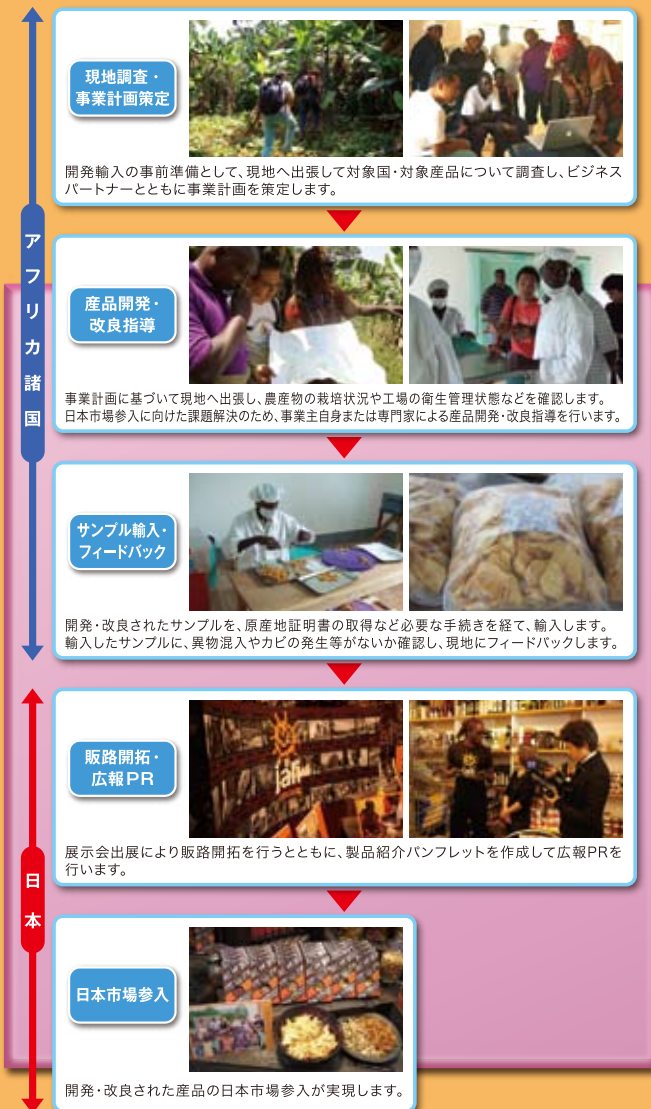 アフリカ諸国
現地調査・
事業計画策定
開発輸入の事前準備として、現地へ出張して対象国・対象産品について調査し、ビジネス
パートナーとともに事業計画を策定します。
産品開発・
改良指導
事業計画に基づいて現地へ出張し、農産物の栽培状況や工場の衛生管理状態などを確認します。
日本市場参入に向けた課題解決のため、事業主自身または専門家による産品開発・改良指導を行います。
サンプル輸入・
フィードバック
開発・改良されたサンプルを、原産地証明書の取得など必要な手続きを経て、輸入します。
輸入したサンプルに、異物混入やカビの発生等がないか確認し、現地にフィードバックします。
日本
販路開拓・
広報PR
展示会出展により販路開拓を行うとともに、製品紹介パンフレットを作成して広報PRを
行います。
日本市場参入
開発・改良された産品の日本市場参入が実現します。